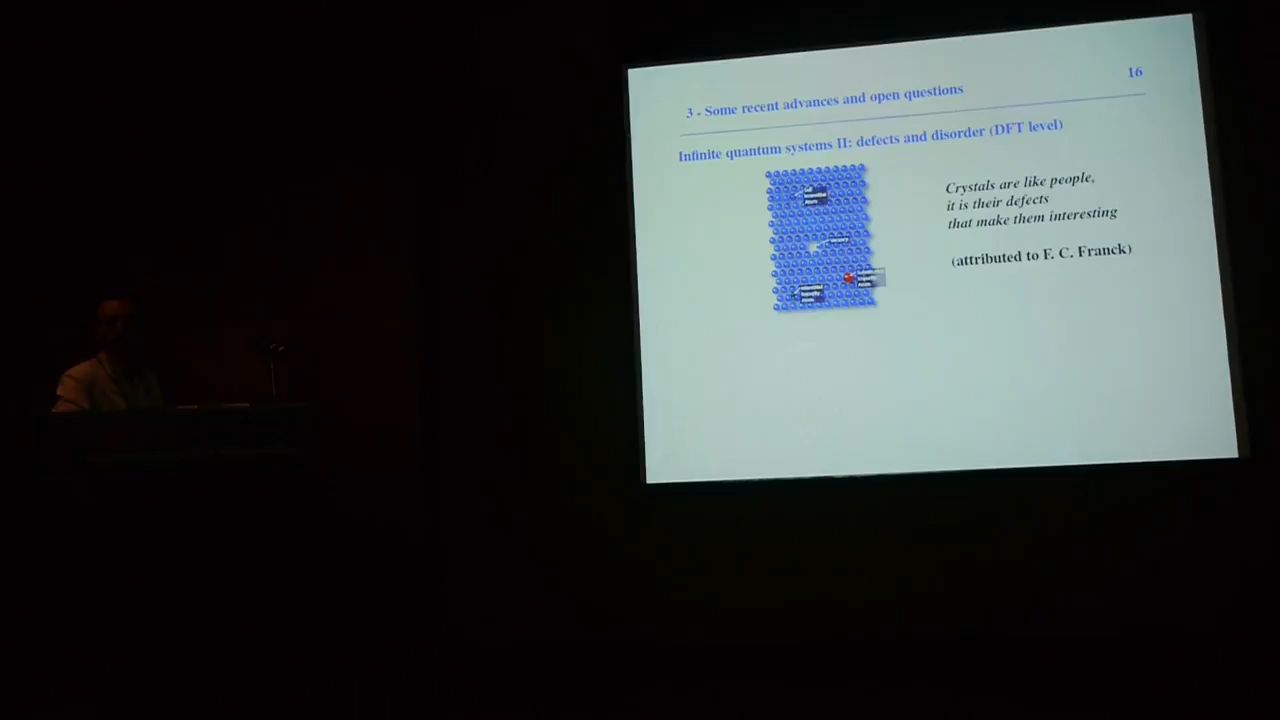 3 - Some recent advances and open questions
16
Infinite quantum systems II: defects and disorder (DFT level)
Crystals are like people,
it is their defects
that make them interesting
(attributed to F. C. Franck)
Vacancy